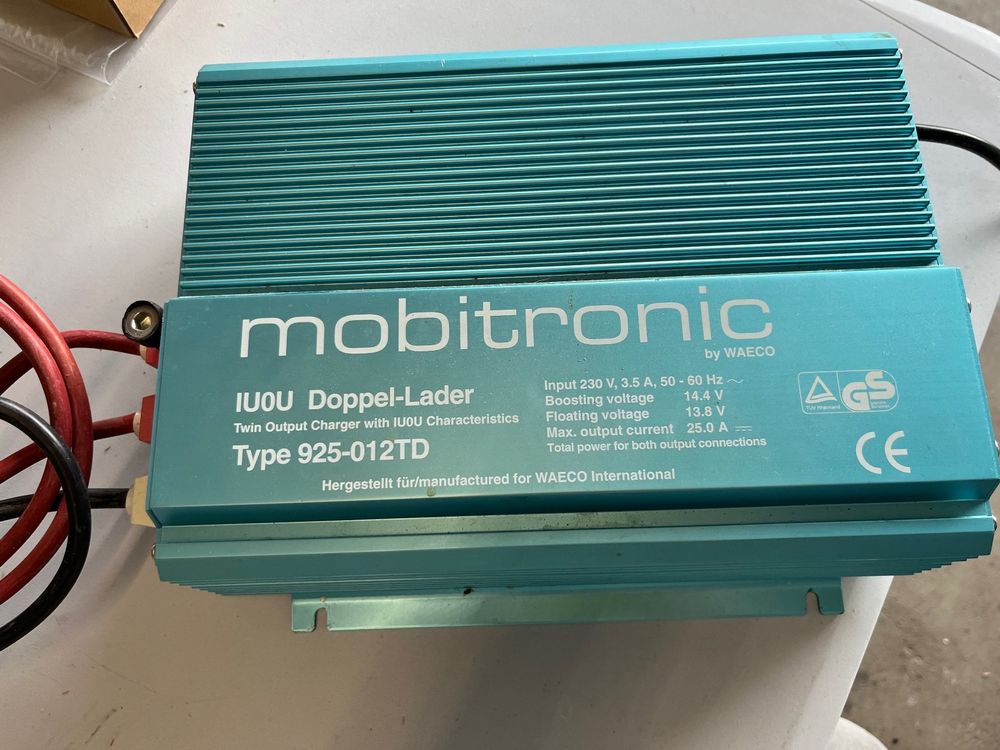 mobitronic
by WAECO
IU0U Doppel-Lader
Twin Output Charger with IU0U Characteristics
Type 925-012TD
Input 230 V, 3.5 A, 50 - 60 Hz ~
Boosting voltage 14.4 V
Floating voltage 13.8 V
Max. output current 25.0 A ⎓
Total power for both output connections
TÜV Rheinland
GS
CE
Hergestellt für/manufactured for WAECO International